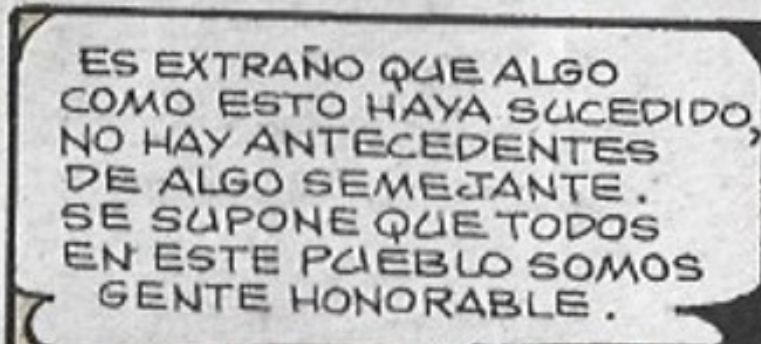 ES EXTRAÑO QUE ALGO
COMO ESTO HAYA SUCEDIDO,
NO HAY ANTECEDENTES
DE ALGO SEMEJANTE.
SE SUPONE QUE TODOS
EN ESTE PUEBLO SOMOS
GENTE HONORABLE.